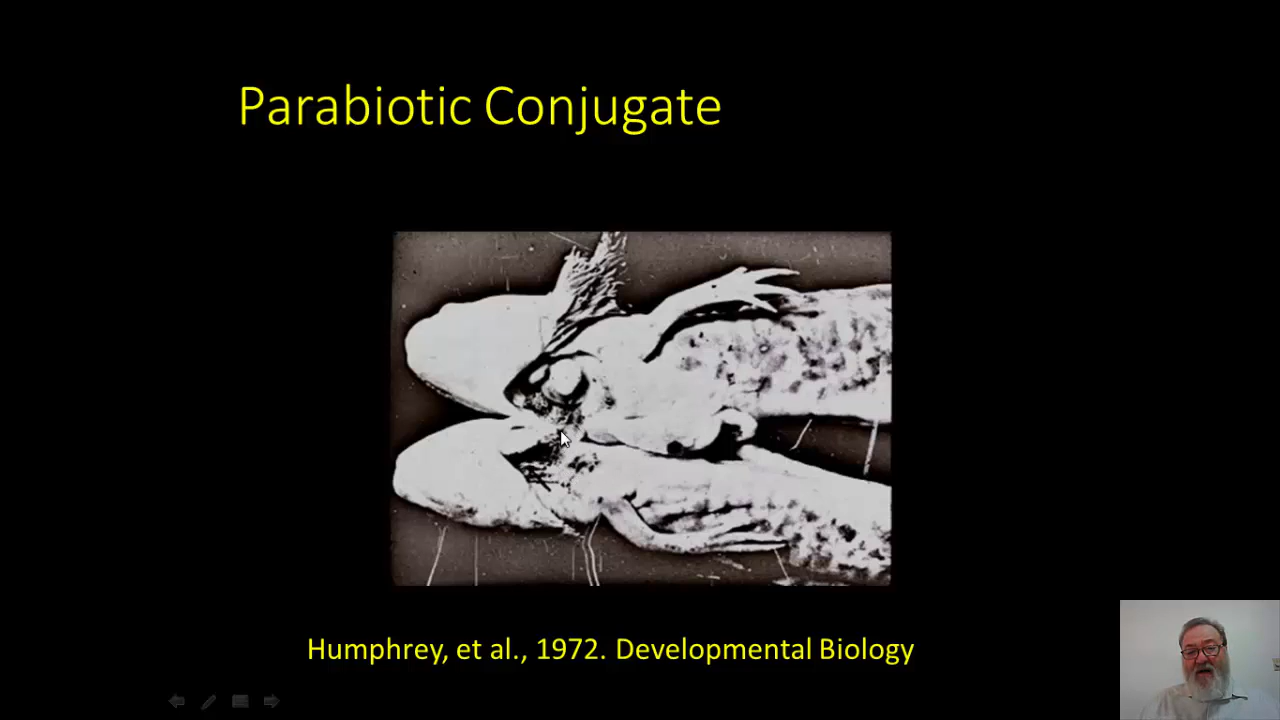 Parabiotic Conjugate
Humphrey, et al., 1972. Developmental Biology